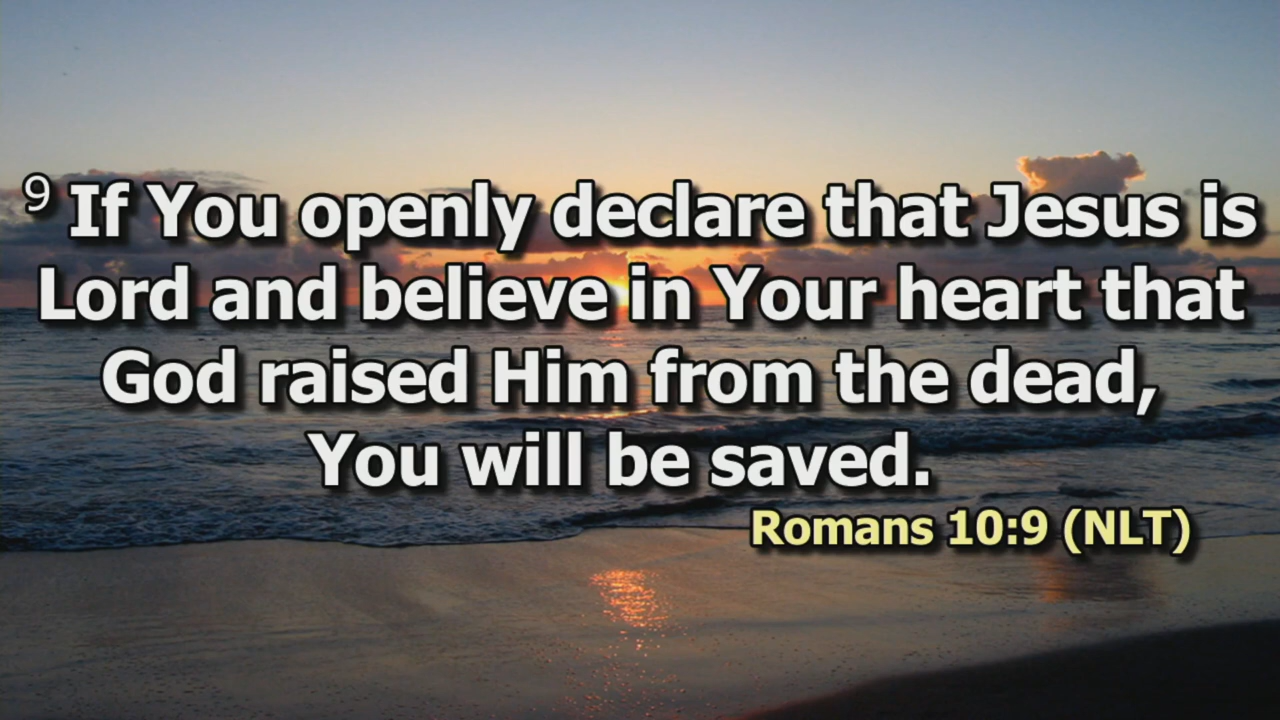 9 If You openly declare that Jesus is
Lord and believe in Your heart that
God raised Him from the dead,
You will be saved.
Romans 10:9 (NLT)